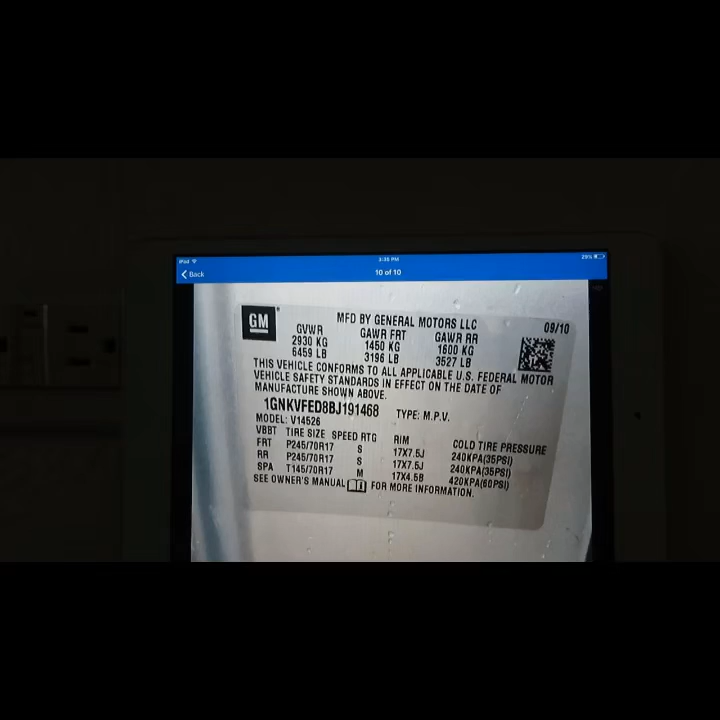 iPad 3:30 PM 29%
Back 10 of 10
GM MFD BY GENERAL MOTORS LLC 09/10
GVWR GAWR FRT GAWR RR
2930 KG 1450 KG 1600 KG
6459 LB 3196 LB 3527 LB
THIS VEHICLE CONFORMS TO ALL APPLICABLE U.S. FEDERAL MOTOR
VEHICLE SAFETY STANDARDS IN EFFECT ON THE DATE OF
MANUFACTURE SHOWN ABOVE.
1GNKVFED8BJ191468 TYPE: M.P.V.
MODEL: V14526
VBBT TIRE SIZE SPEED RTG RIM COLD TIRE PRESSURE
FRT P245/70R17 S 17X7.5J 240KPA(35PSI)
RR P245/70R17 S 17X7.5J 240KPA(35PSI)
SPA T145/70R17 M 17X4.5B 420KPA(60PSI)
SEE OWNER'S MANUAL FOR MORE INFORMATION.